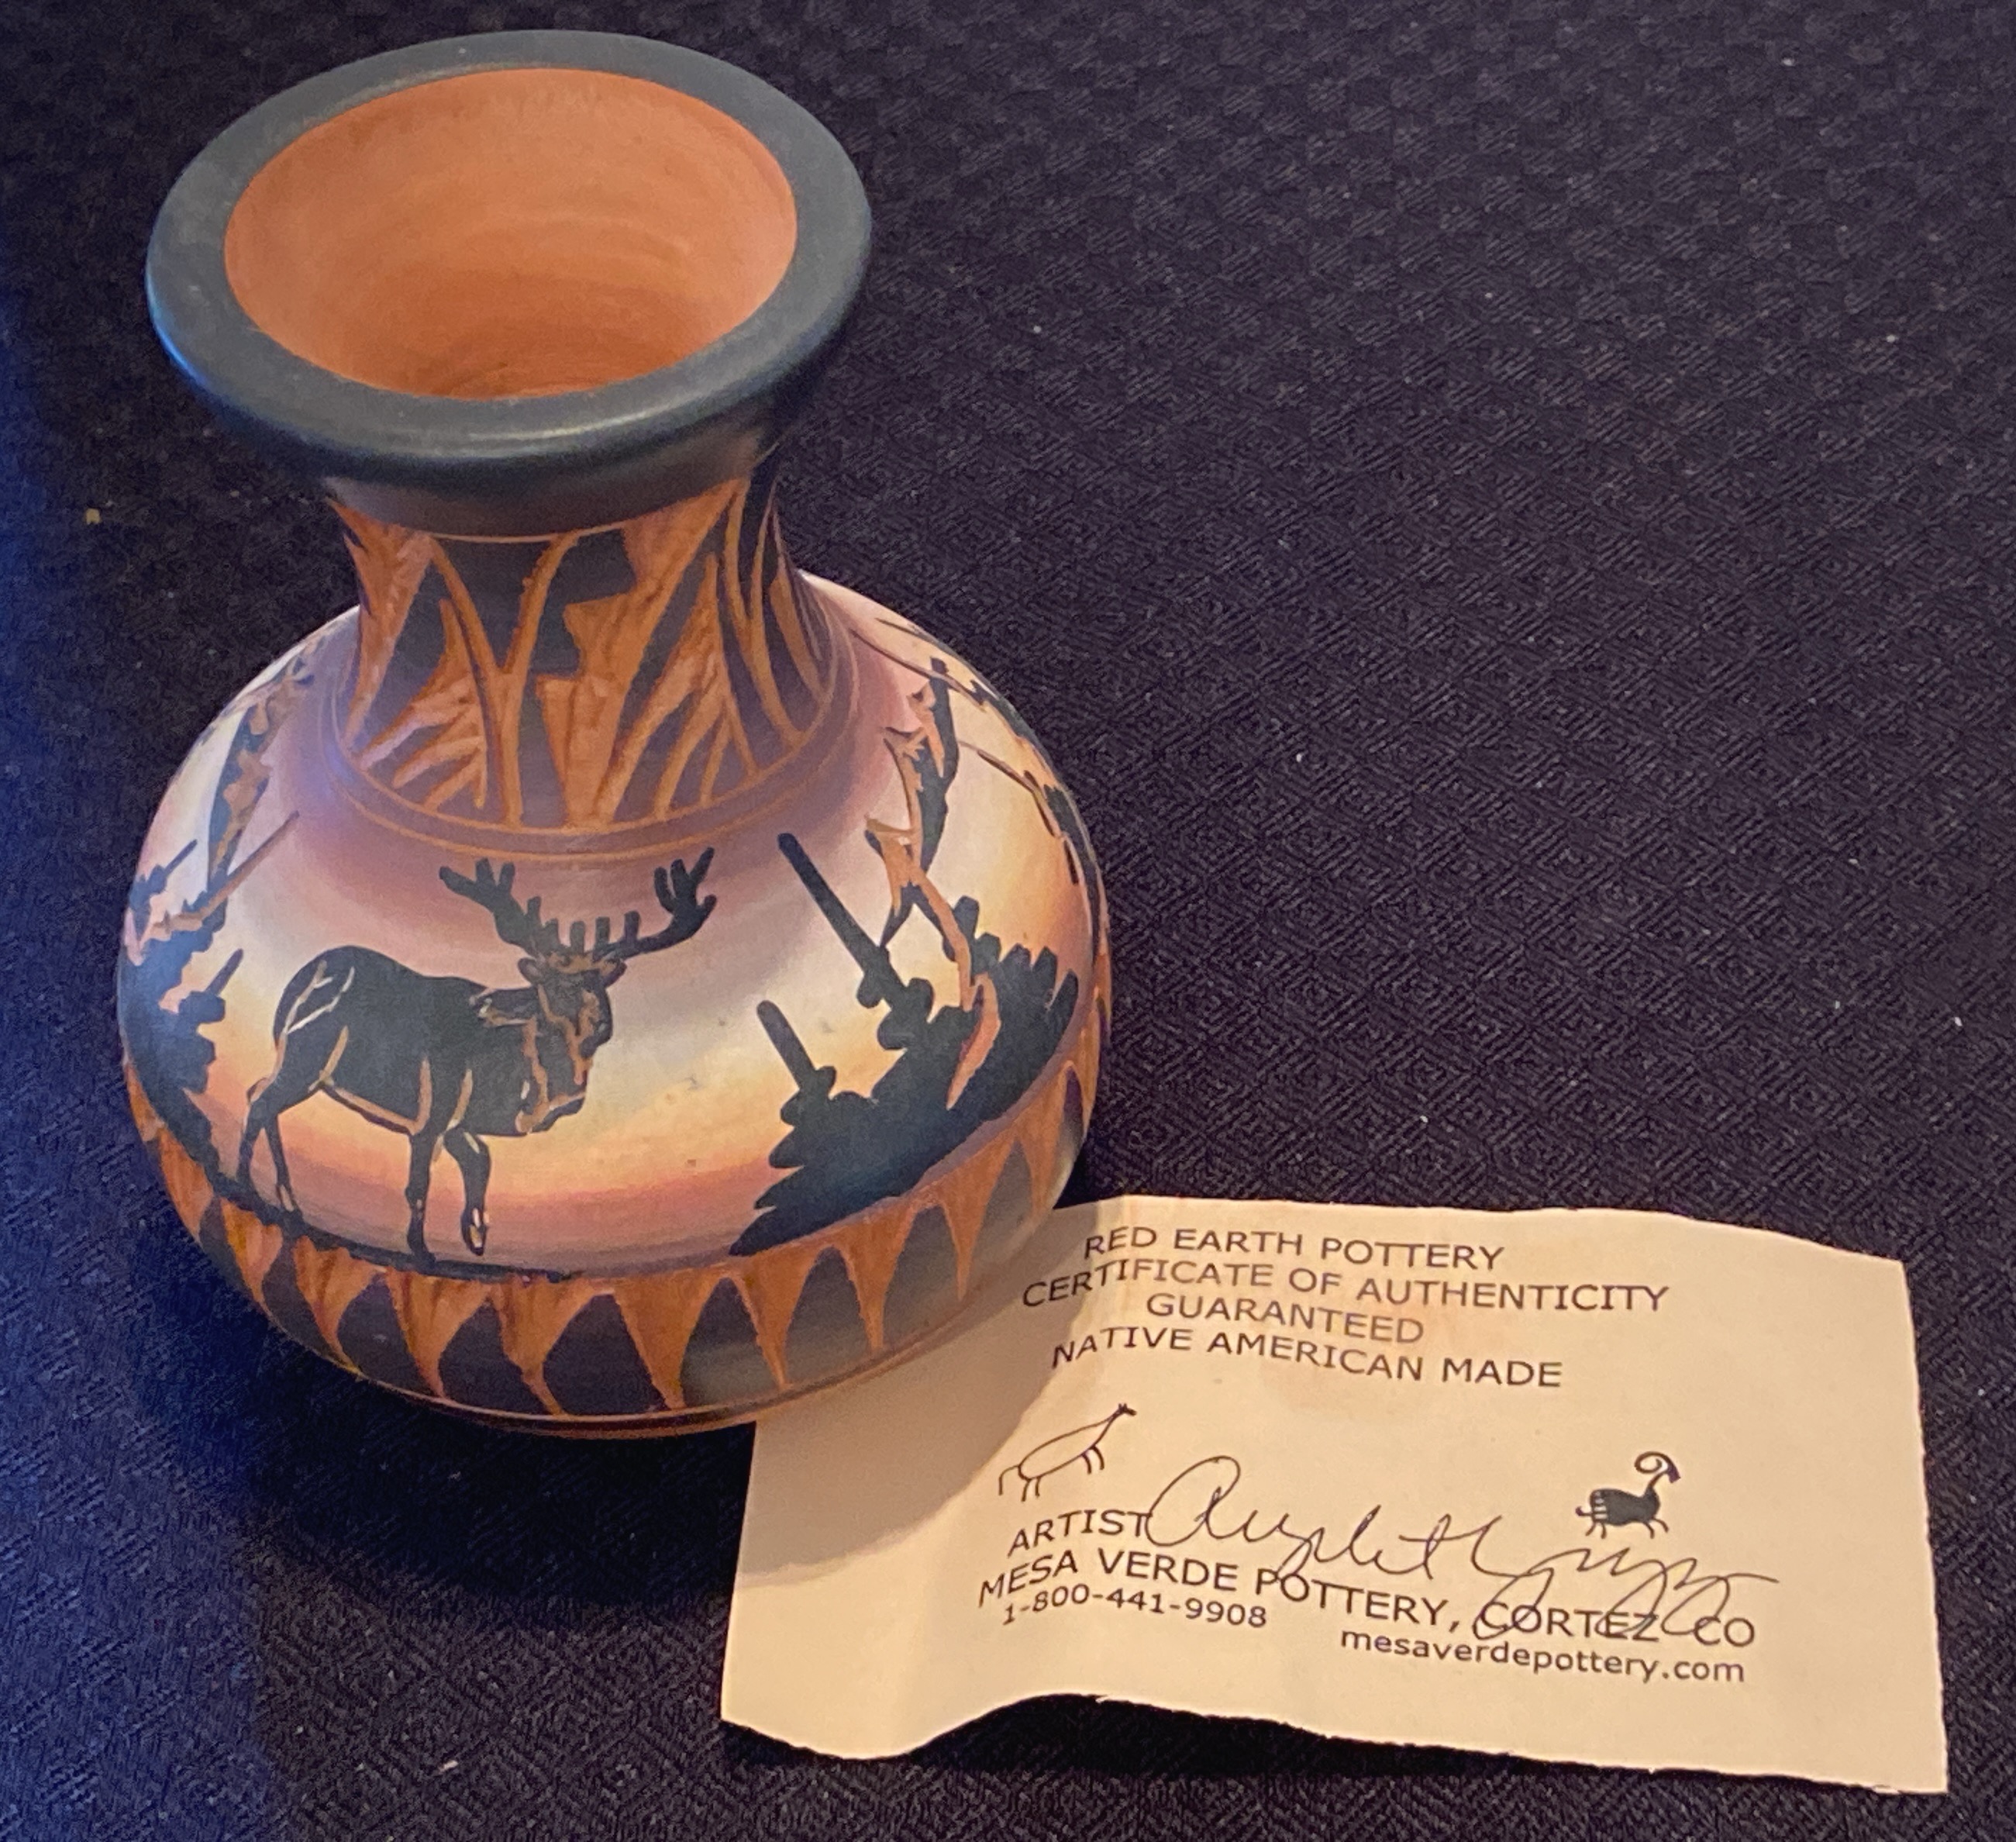 RED EARTH POTTERY
CERTIFICATE OF AUTHENTICITY
GUARANTEED
NATIVE AMERICAN MADE
ARTIST
MESA VERDE POTTERY, CORTEZ CO
1-800-441-9908
mesaverdepottery.com